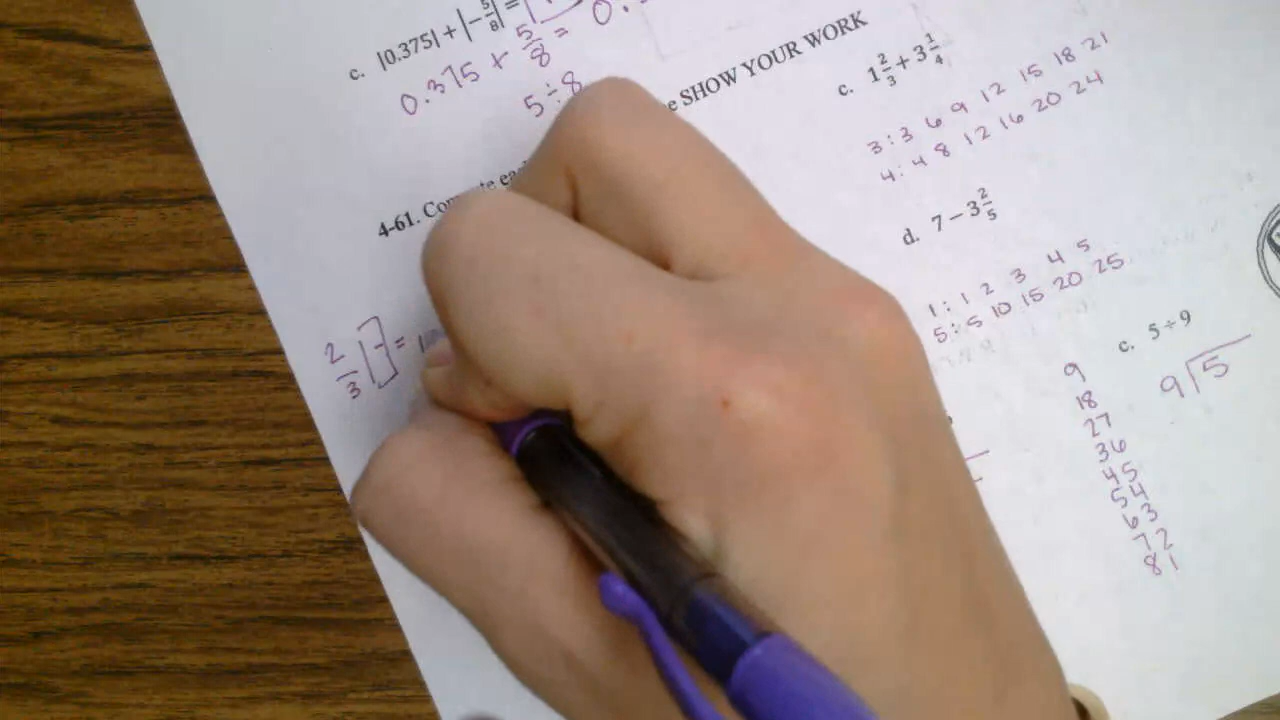 c. |0.375| + |-5/8| =
0.375 + 5/8 = 0.
5÷8
SHOW YOUR WORK
4-61.
2/3 [-] =
c. 1 2/3 + 3 1/4
3: 3 6 9 12 15 18 21
4: 4 8 12 16 20 24
d. 7 – 3 2/5
1: 1 2 3 4 5
5: 5 10 15 20 25
9
18
27
36
45
54
63
72
81
c. 5 ÷ 9
9√5